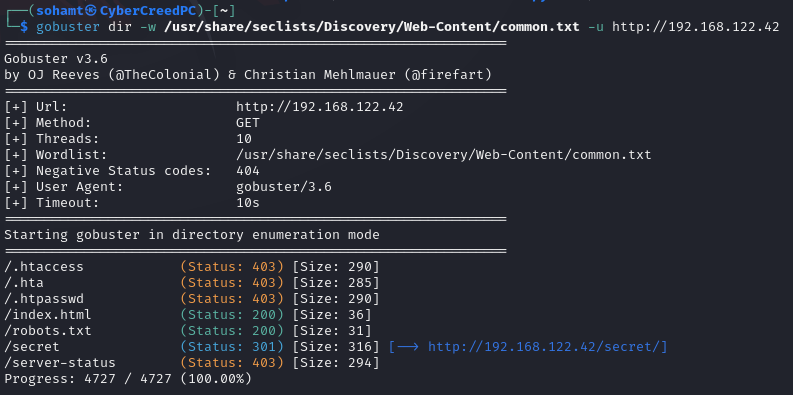 ┌──(sohamt㉿CyberCreedPC)-[~]
└─$ gobuster dir -w /usr/share/seclists/Discovery/Web-Content/common.txt -u http://192.168.122.42
===============================================================
Gobuster v3.6
by OJ Reeves (@TheColonial) & Christian Mehlmauer (@firefart)
===============================================================
[+] Url:                     http://192.168.122.42
[+] Method:                  GET
[+] Threads:                 10
[+] Wordlist:                /usr/share/seclists/Discovery/Web-Content/common.txt
[+] Negative Status codes:   404
[+] User Agent:              gobuster/3.6
[+] Timeout:                 10s
===============================================================
Starting gobuster in directory enumeration mode
===============================================================
/.htaccess            (Status: 403) [Size: 290]
/.hta                 (Status: 403) [Size: 285]
/.htpasswd            (Status: 403) [Size: 290]
/index.html           (Status: 200) [Size: 36]
/robots.txt           (Status: 200) [Size: 31]
/secret               (Status: 301) [Size: 316] [--> http://192.168.122.42/secret/]
/server-status        (Status: 403) [Size: 294]
Progress: 4727 / 4727 (100.00%)